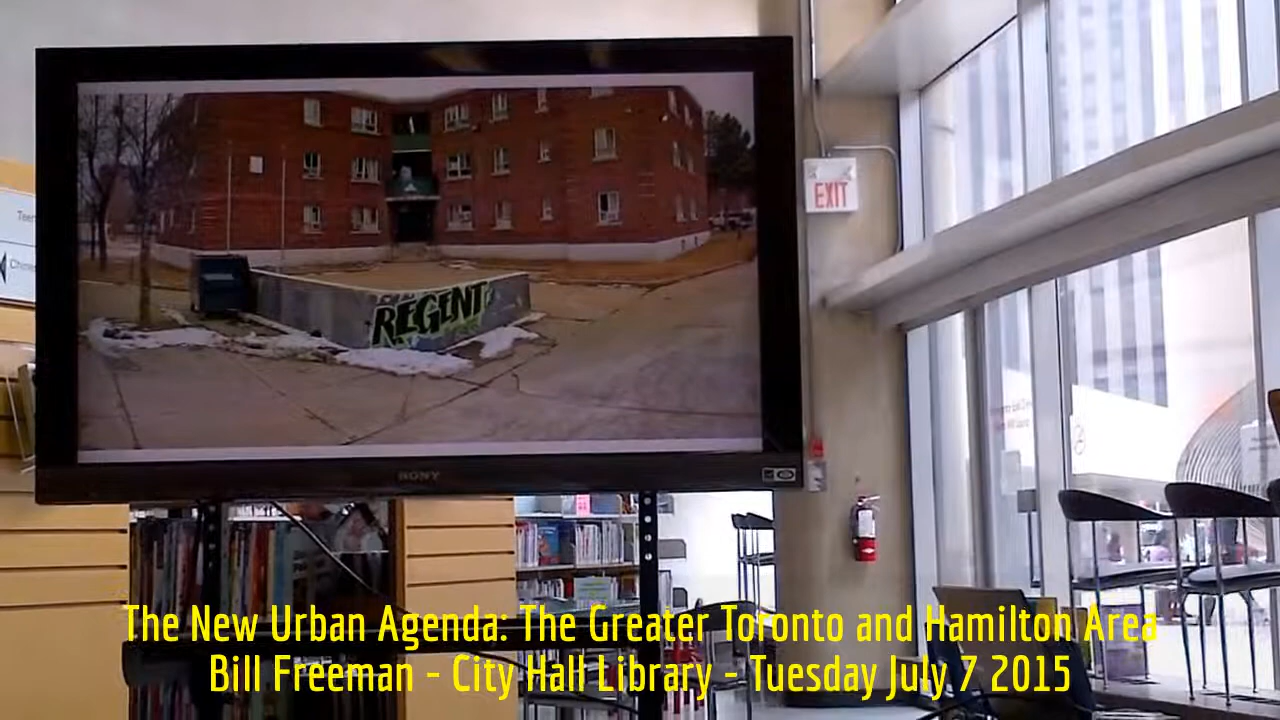 EXIT
Teen
REGENT
SONY
The New Urban Agenda: The Greater Toronto and Hamilton Area
Bill Freeman - City Hall Library - Tuesday July 7 2015